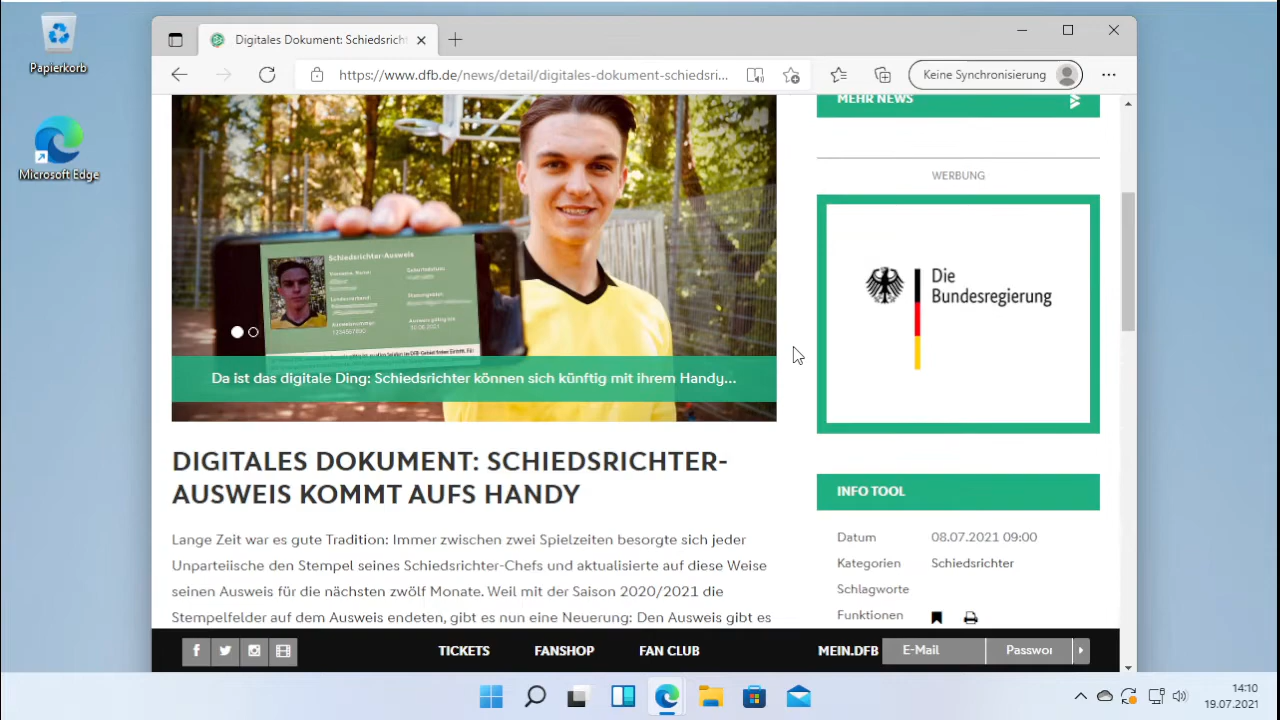 Papierkorb
Microsoft Edge
Digitales Dokument: Schiedsricht
https://www.dfb.de/news/detail/digitales-dokument-schiedsri...
Keine Synchronisierung
MEHR NEWS
WERBUNG
Schiedsrichter-Ausweis
Die
Bundesregierung
Da ist das digitale Ding: Schiedsrichter können sich künftig mit ihrem Handy...
DIGITALES DOKUMENT: SCHIEDSRICHTER-
AUSWEIS KOMMT AUFS HANDY
Lange Zeit war es gute Tradition: Immer zwischen zwei Spielzeiten besorgte sich jeder
Unparteiische den Stempel seines Schiedsrichter-Chefs und aktualisierte auf diese Weise
seinen Ausweis für die nächsten zwölf Monate. Weil mit der Saison 2020/2021 die
Stempelfelder auf dem Ausweis endeten, gibt es nun eine Neuerung: Den Ausweis gibt es
INFO TOOL
Datum 08.07.2021 09:00
Kategorien Schiedsrichter
Schlagworte
Funktionen
TICKETS FANSHOP FAN CLUB MEIN.DFB E-Mail Passwor
14:10
19.07.2021